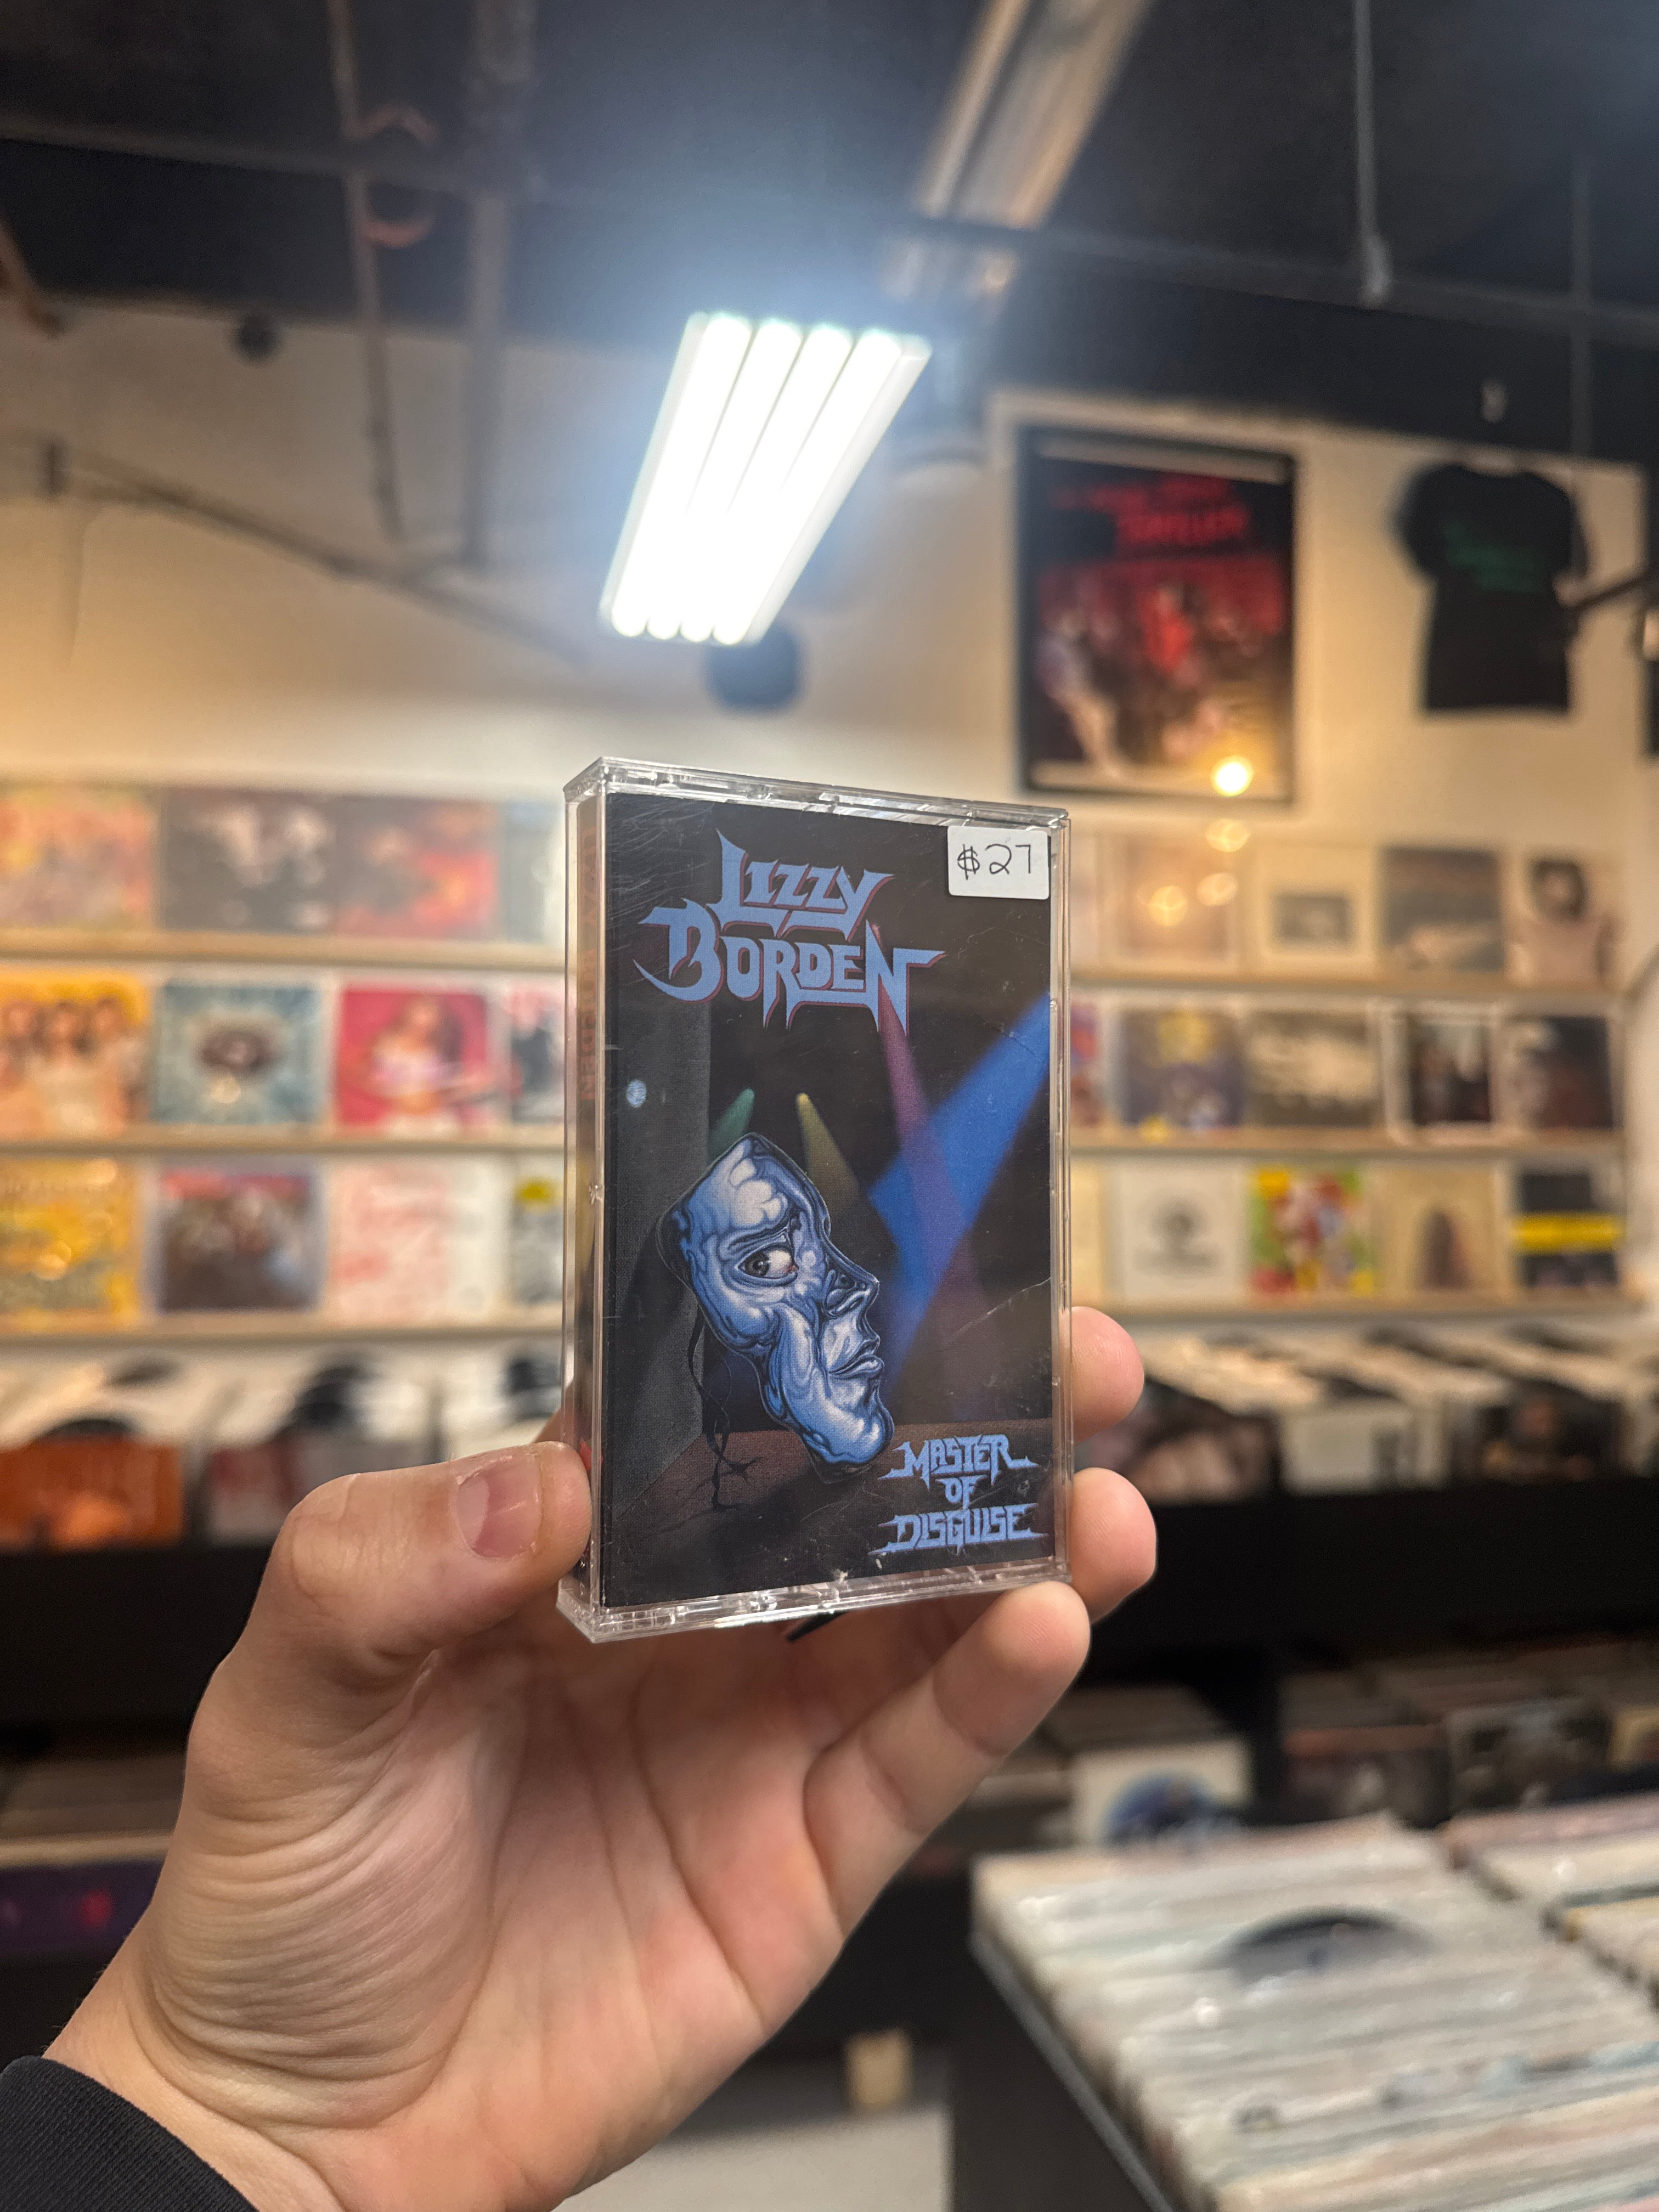 $27
LIZZY
BORDEN
MASTER
OF
DISGUISE